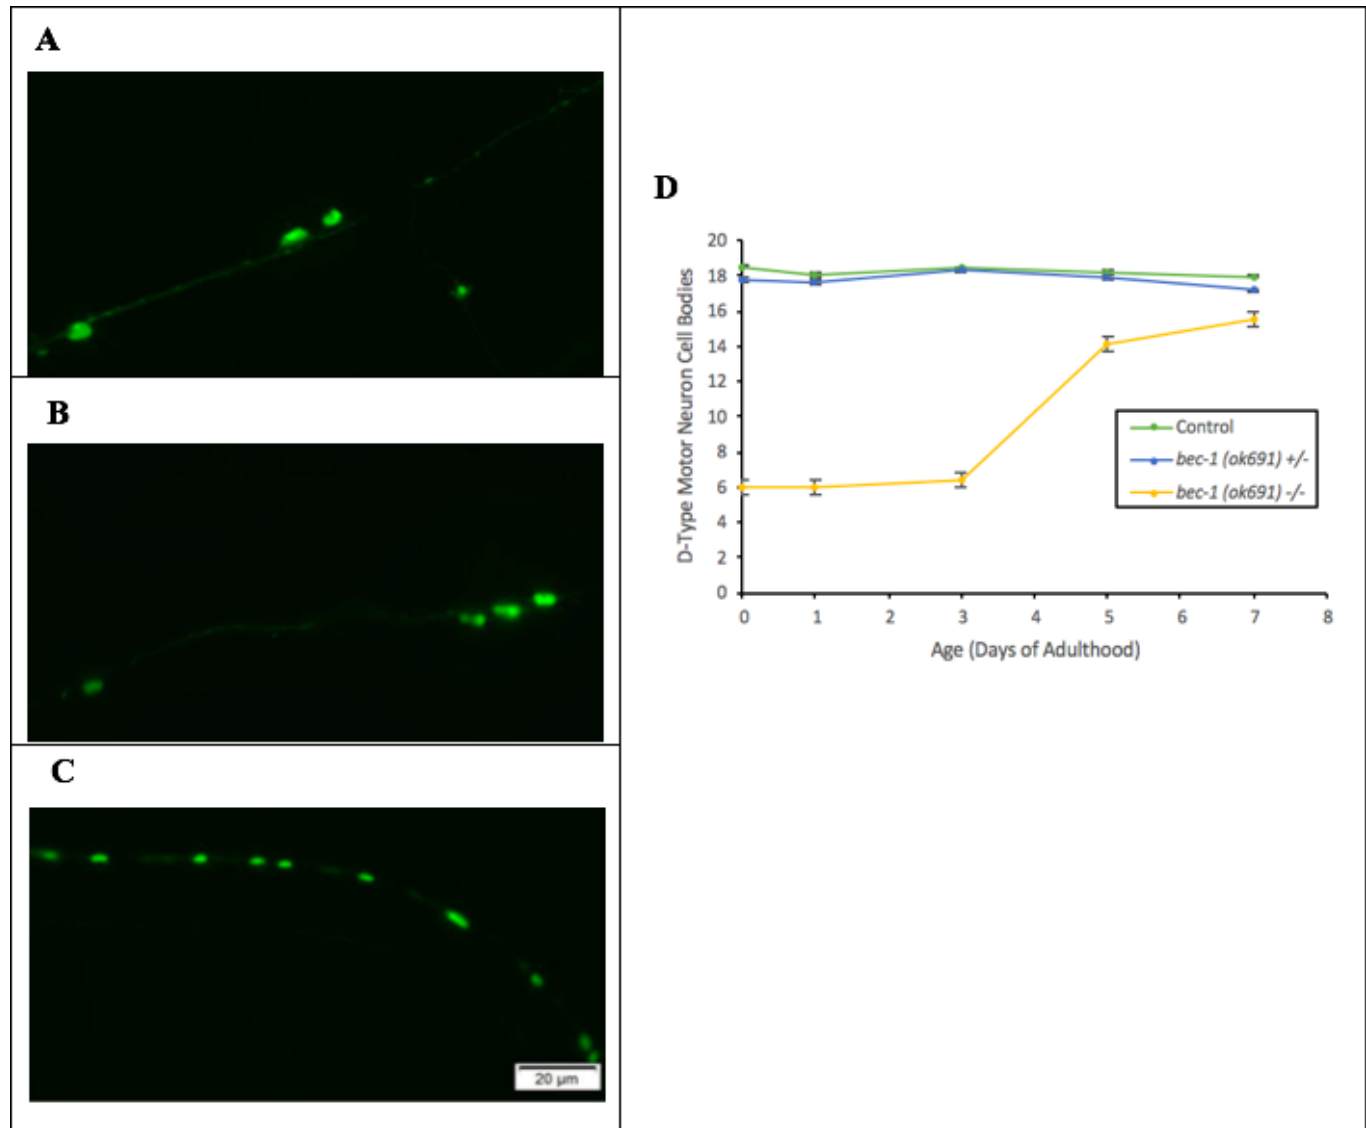 A
B
C
20 µm
D
20
18
16
14
12
10
8
6
4
2
0
D-Type Motor Neuron Cell Bodies
0 1 2 3 4 5 6 7 8
Age (Days of Adulthood)
Control
bec-1 (ok691) +/-
bec-1 (ok691) -/-